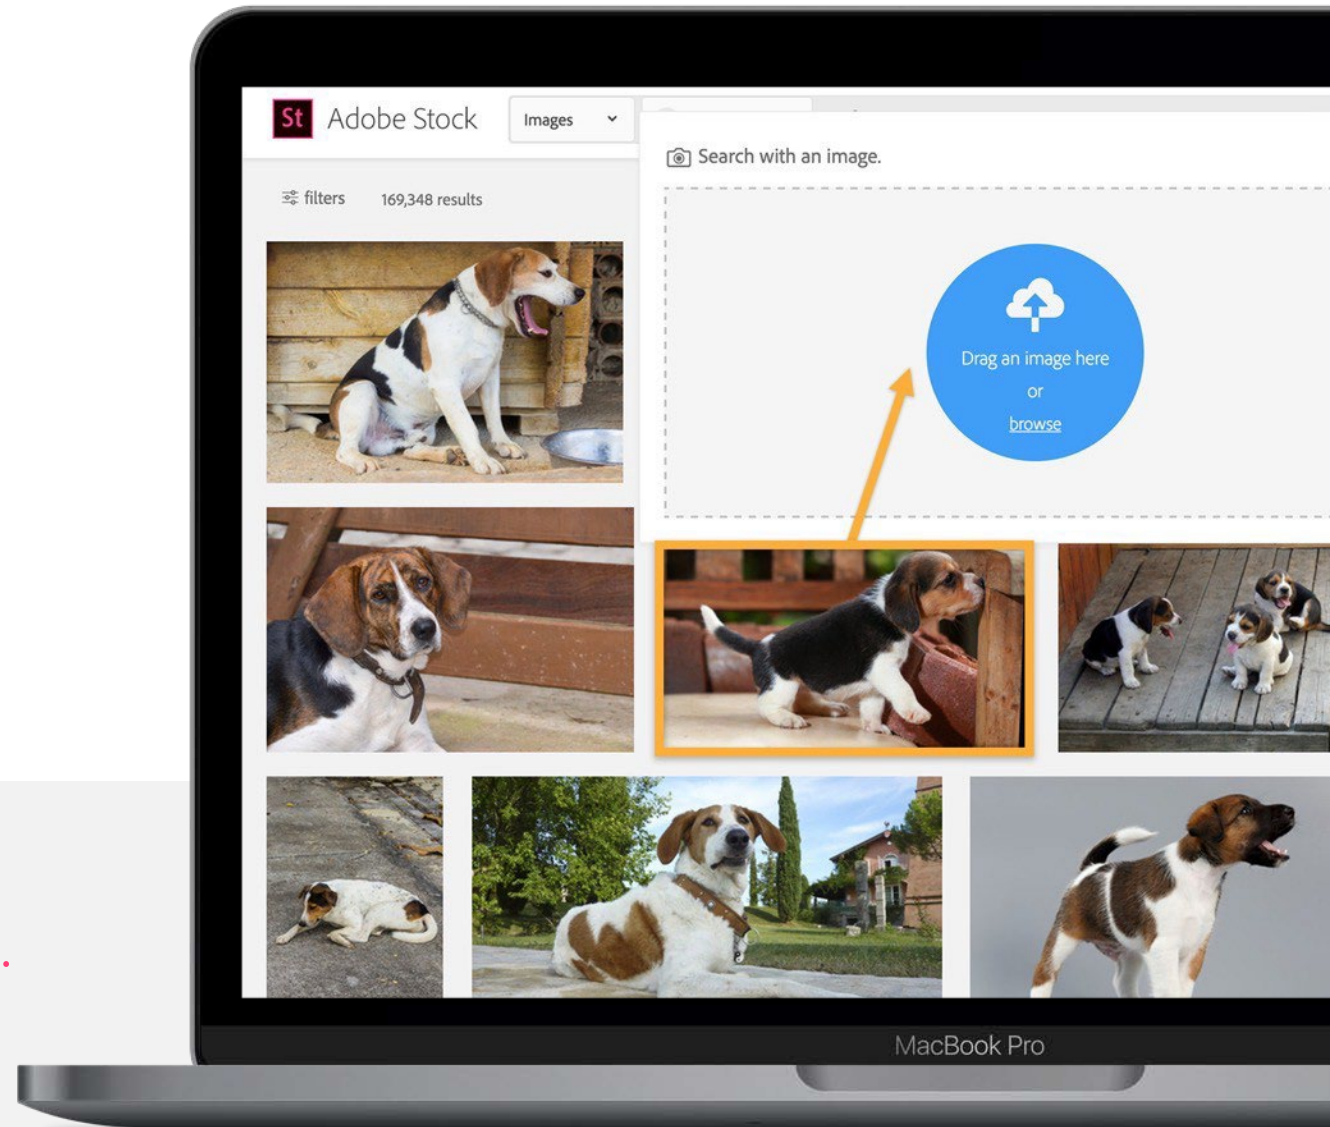 St Adobe Stock Images
Search with an image.
filters 169,348 results
Drag an image here
or
browse
MacBook Pro